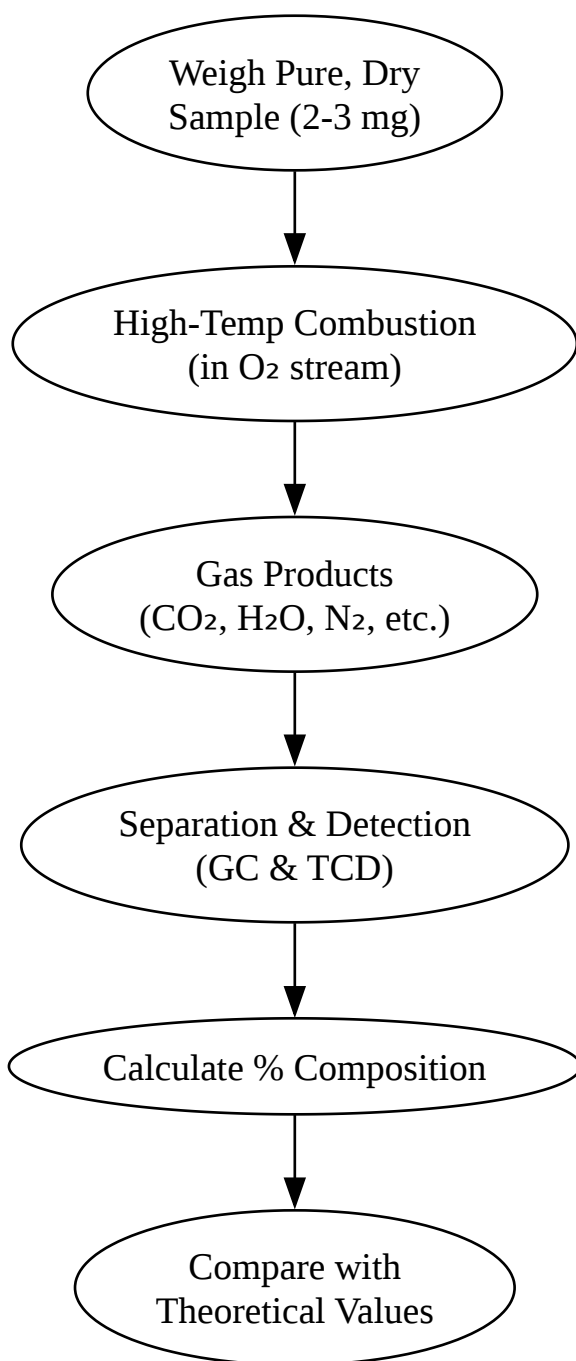 Weigh Pure, Dry
Sample (2-3 mg)
High-Temp Combustion
(in O₂ stream)
Gas Products
(CO₂, H₂O, N₂, etc.)
Separation & Detection
(GC & TCD)
Calculate % Composition
Compare with
Theoretical Values